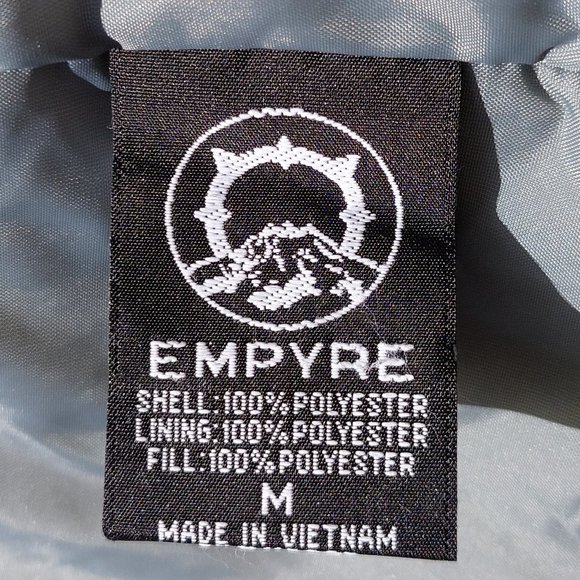 EMPYRE
SHELL:100%POLYESTER
LINING:100%POLYESTER
FILL:100%POLYESTER
M
MADE IN VIETNAM